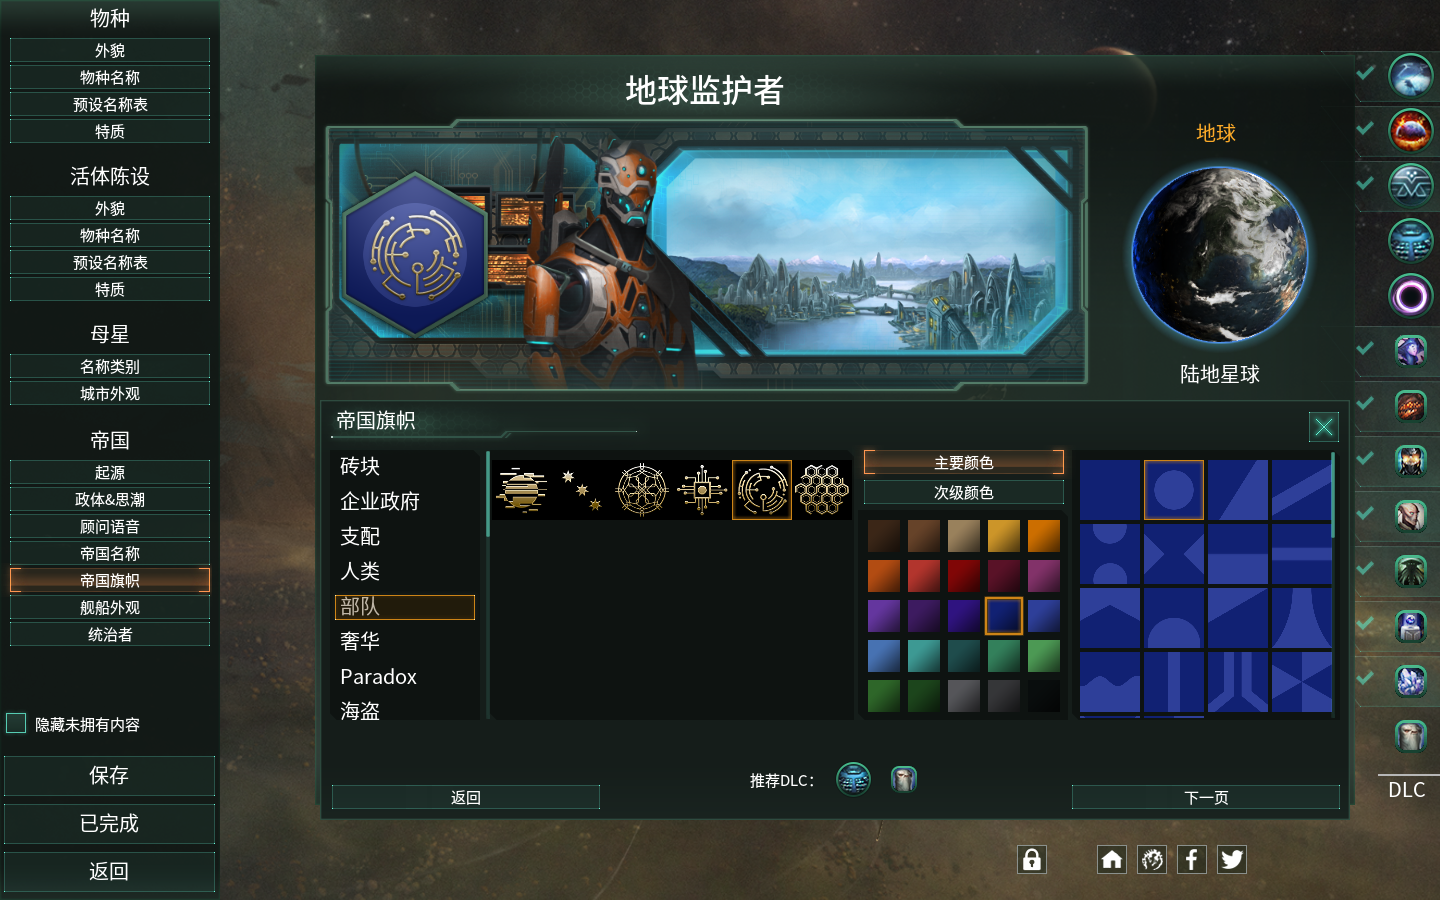 物种
外貌
物种名称
预设名称表
特质
活体陈设
外貌
物种名称
预设名称表
特质
母星
名称类别
城市外观
帝国
起源
政体&思潮
顾问语音
帝国名称
帝国旗帜
舰船外观
统治者
隐藏未拥有内容
保存
已完成
返回
地球监护者
地球
陆地星球
帝国旗帜
砖块
企业政府
支配
人类
部队
奢华
Paradox
海盗
主要颜色
次级颜色
推荐DLC：
返回
下一页
DLC